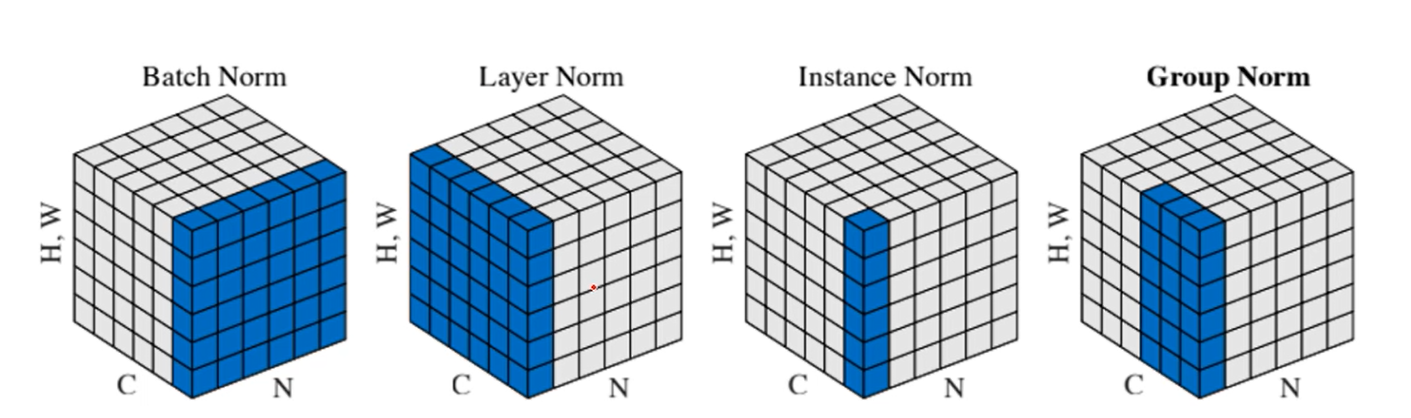 Batch Norm
Layer Norm
Instance Norm
Group Norm
H, W
C
N
H, W
C
N
H, W
C
N
H, W
C
N